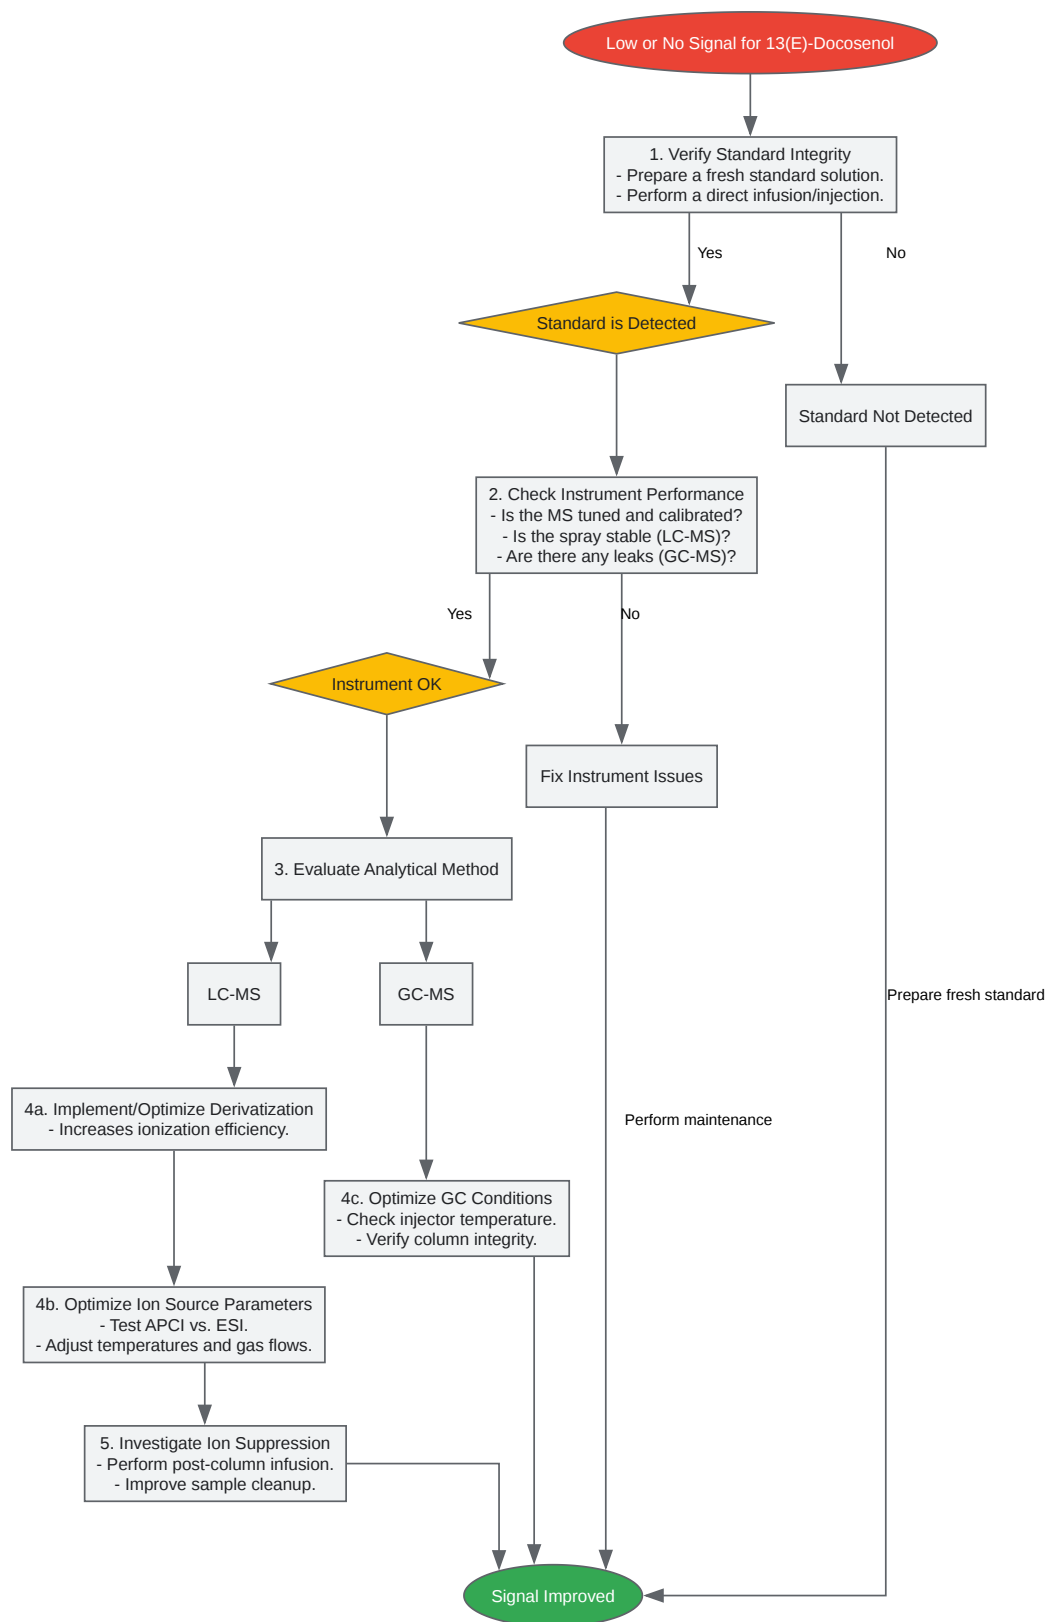 Low or No Signal for 13(E)-Docosenol
1. Verify Standard Integrity
- Prepare a fresh standard solution.
- Perform a direct infusion/injection.
Yes
No
Standard is Detected
Standard Not Detected
2. Check Instrument Performance
- Is the MS tuned and calibrated?
- Is the spray stable (LC-MS)?
- Are there any leaks (GC-MS)?
Yes
No
Instrument OK
Fix Instrument Issues
3. Evaluate Analytical Method
LC-MS
GC-MS
Prepare fresh standard
4a. Implement/Optimize Derivatization
- Increases ionization efficiency.
Perform maintenance
4c. Optimize GC Conditions
- Check injector temperature.
- Verify column integrity.
4b. Optimize Ion Source Parameters
- Test APCI vs. ESI.
- Adjust temperatures and gas flows.
5. Investigate Ion Suppression
- Perform post-column infusion.
- Improve sample cleanup.
Signal Improved